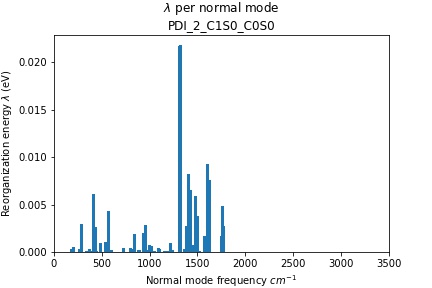 λ per normal mode
PDI_2_C1S0_C0S0
Reorganization energy λ (eV)
0.020
0.015
0.010
0.005
0.000
0 500 1000 1500 2000 2500 3000 3500
Normal mode frequency cm⁻¹